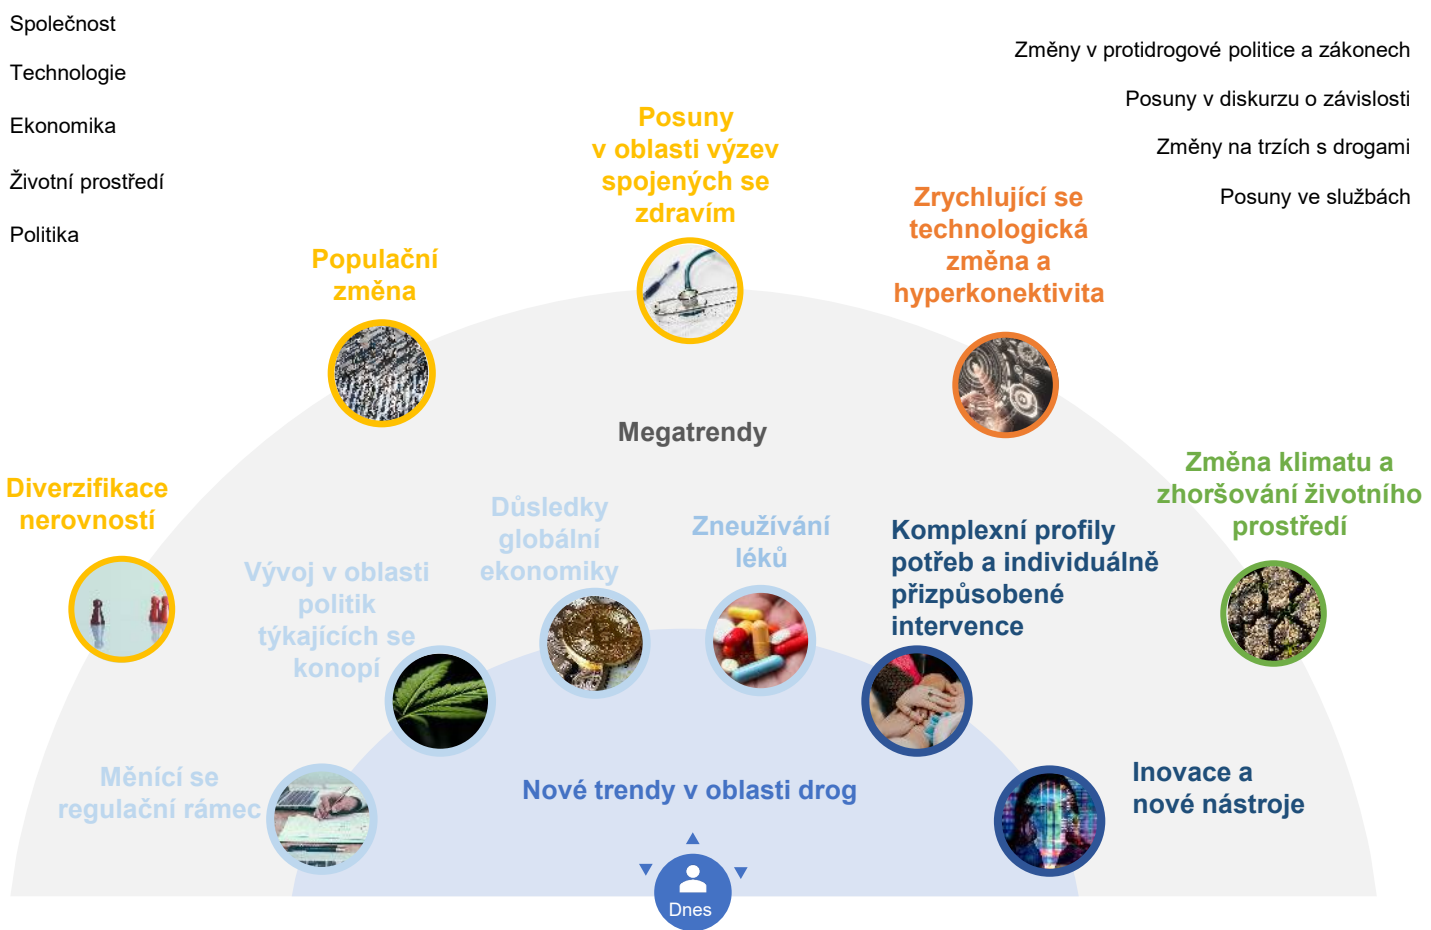 Společnost
Technologie
Ekonomika
Životní prostředí
Politika
Změny v protidrogové politice a zákonech
Posuny v diskurzu o závislosti
Změny na trzích s drogami
Posuny ve službách
Posuny
v oblasti výzev
spojených se
zdravím
Zrychlující se
technologická
změna a
hyperkonektivita
Populační
změna
Megatrendy
Diverzifikace
nerovností
Změna klimatu a
zhoršování životního
prostředí
Vývoj v oblasti
politik
týkajících se
konopí
Důsledky
globální
ekonomiky
Zneužívání
léků
Komplexní profily
potřeb a individuálně
přizpůsobené
intervence
Měnící se
regulační rámec
Nové trendy v oblasti drog
Inovace a
nové nástroje
Dnes